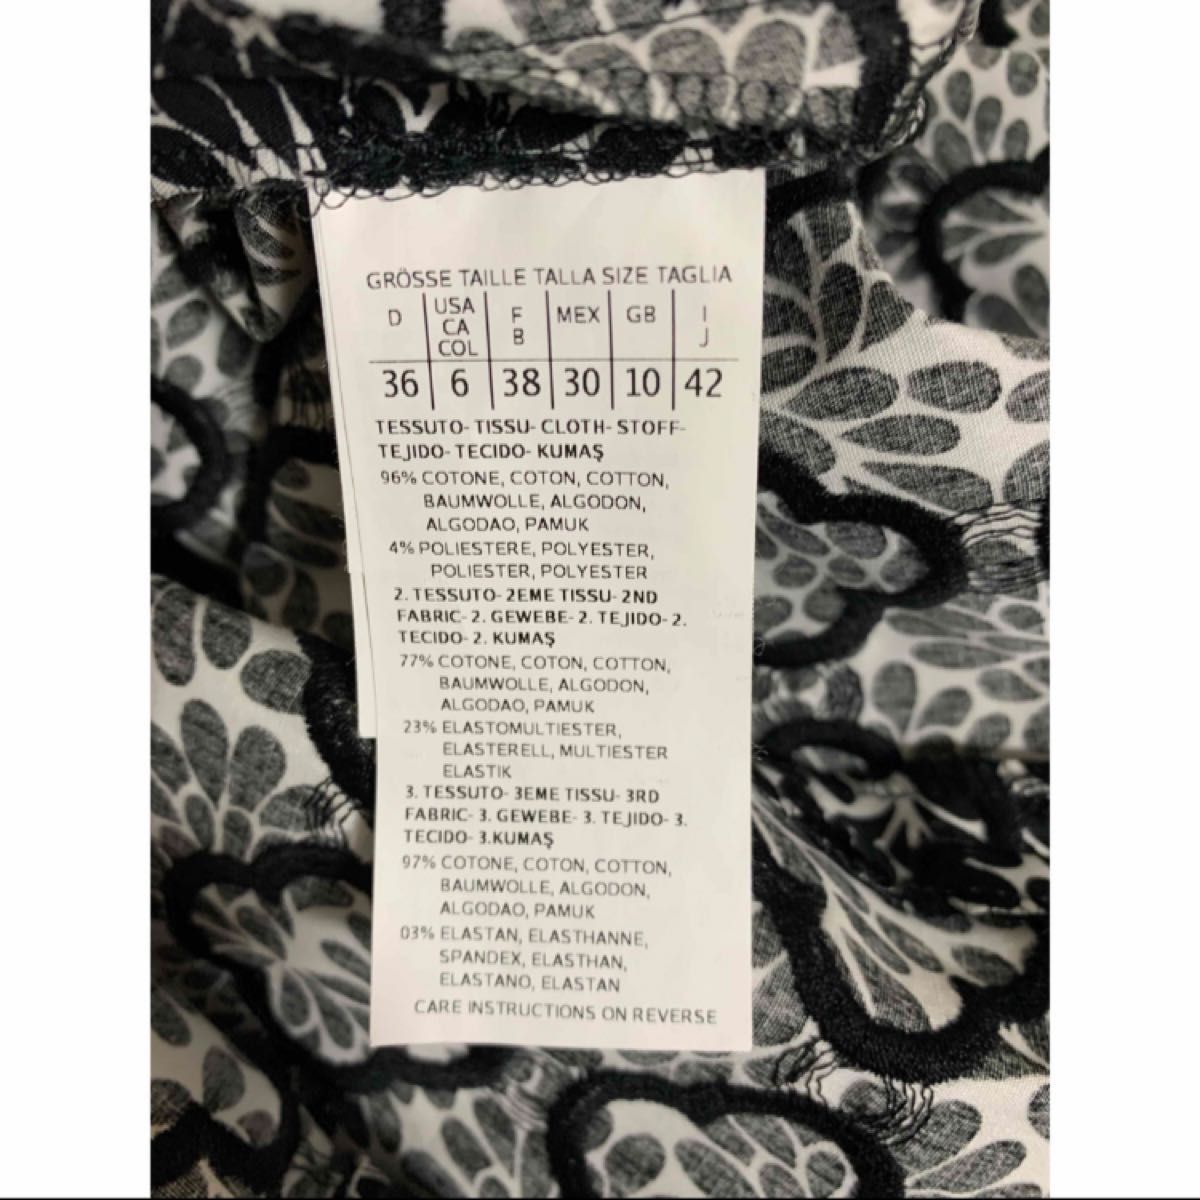 GRÖSSE TAILLE TALLA SIZE TAGLIA
D USA CA COL F B MEX GB I J
36 6 38 30 10 42
TESSUTO- TISSU- CLOTH- STOFF-
TEJIDO- TECIDO- KUMAŞ
96% COTONE, COTON, COTTON,
BAUMWOLLE, ALGODON,
ALGODAO, PAMUK
4% POLIESTERE, POLYESTER,
POLIESTER, POLYESTER
2. TESSUTO- 2EME TISSU- 2ND
FABRIC- 2. GEWEBE- 2. TEJIDO- 2.
TECIDO- 2. KUMAŞ
77% COTONE, COTON, COTTON,
BAUMWOLLE, ALGODON,
ALGODAO, PAMUK
23% ELASTOMULTIESTER,
ELASTERELL, MULTIESTER
ELASTIK
3. TESSUTO- 3EME TISSU- 3RD
FABRIC- 3. GEWEBE- 3. TEJIDO- 3.
TECIDO- 3.KUMAŞ
97% COTONE, COTON, COTTON,
BAUMWOLLE, ALGODON,
ALGODAO, PAMUK
03% ELASTAN, ELASTHANNE,
SPANDEX, ELASTHAN,
ELASTANO, ELASTAN
CARE INSTRUCTIONS ON REVERSE